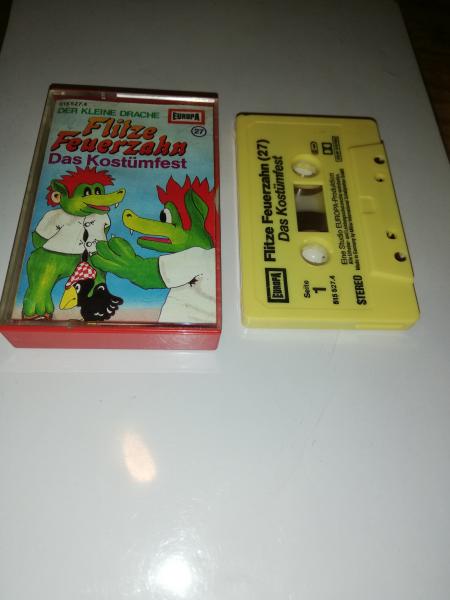 515 527.4
DER KLEINE DRACHE
EUROPA
Flitze
Feuerzahn
27
Das Kostümfest
EUROPA
Flitze Feuerzahn (27)
Das Kostümfest
Seite
1
515 527.4
Eine Studio EUROPA-Produktion
STEREO